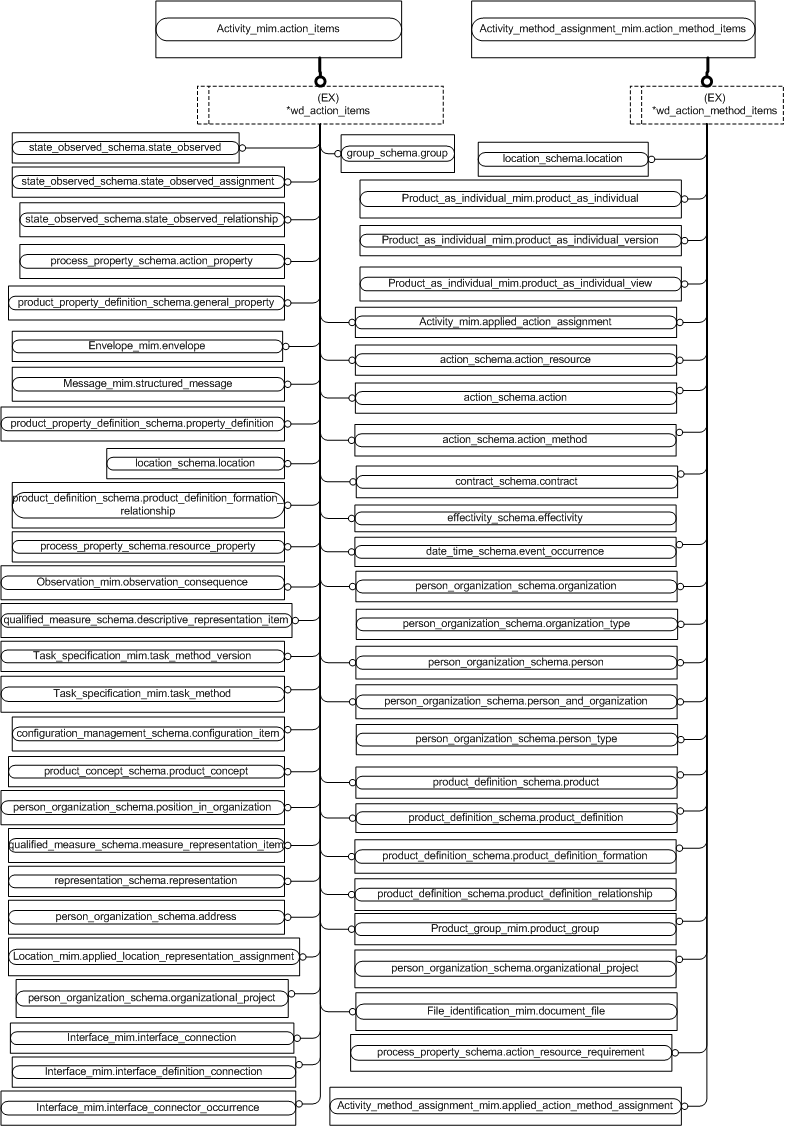 Activity_mim.action_items
Activity_method_assignment_mim.action_method_items
(EX)
*wd_action_items
(EX)
*wd_action_method_items
state_observed_schema.state_observed
state_observed_schema.state_observed_assignment
state_observed_schema.state_observed_relationship
process_property_schema.action_property
product_property_definition_schema.general_property
Envelope_mim.envelope
Message_mim.structured_message
product_property_definition_schema.property_definition
location_schema.location
product_definition_schema.product_definition_formation_
relationship
process_property_schema.resource_property
Observation_mim.observation_consequence
qualified_measure_schema.descriptive_representation_item
Task_specification_mim.task_method_version
Task_specification_mim.task_method
configuration_management_schema.configuration_item
product_concept_schema.product_concept
person_organization_schema.position_in_organization
qualified_measure_schema.measure_representation_item
representation_schema.representation
person_organization_schema.address
Location_mim.applied_location_representation_assignment
person_organization_schema.organizational_project
Interface_mim.interface_connection
Interface_mim.interface_definition_connection
Interface_mim.interface_connector_occurrence
group_schema.group
location_schema.location
Product_as_individual_mim.product_as_individual
Product_as_individual_mim.product_as_individual_version
Product_as_individual_mim.product_as_individual_view
Activity_mim.applied_action_assignment
action_schema.action_resource
action_schema.action
action_schema.action_method
contract_schema.contract
effectivity_schema.effectivity
date_time_schema.event_occurrence
person_organization_schema.organization
person_organization_schema.organization_type
person_organization_schema.person
person_organization_schema.person_and_organization
person_organization_schema.person_type
product_definition_schema.product
product_definition_schema.product_definition
product_definition_schema.product_definition_formation
product_definition_schema.product_definition_relationship
Product_group_mim.product_group
person_organization_schema.organizational_project
File_identification_mim.document_file
process_property_schema.action_resource_requirement
Activity_method_assignment_mim.applied_action_method_assignment